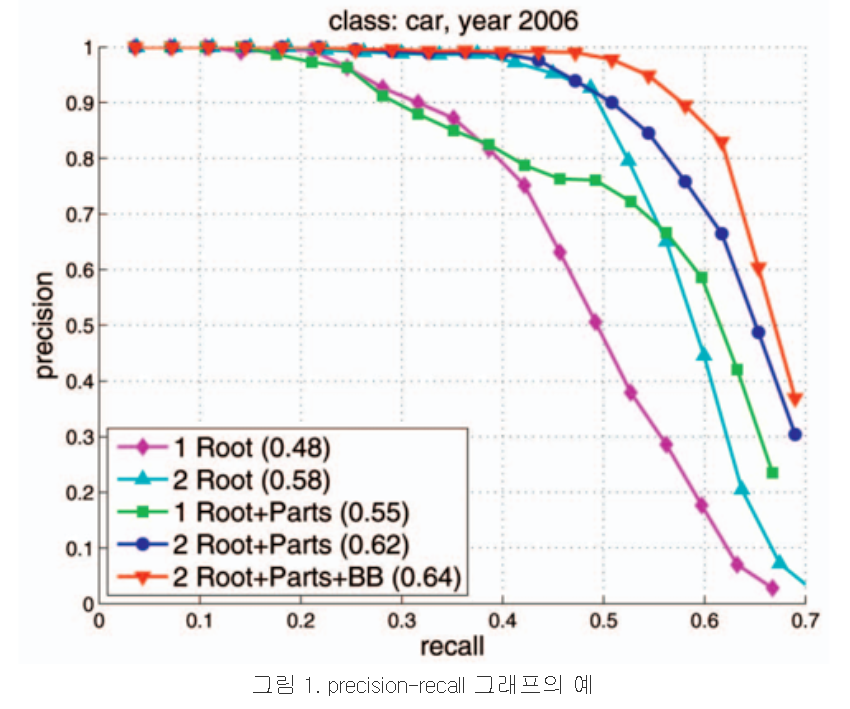 class: car, year 2006
1
0.9
0.8
0.7
0.6
0.5
0.4
0.3
0.2
0.1
0
precision
1 Root (0.48)
2 Root (0.58)
1 Root+Parts (0.55)
2 Root+Parts (0.62)
2 Root+Parts+BB (0.64)
0 0.1 0.2 0.3 0.4 0.5 0.6 0.7
recall
그림 1. precision-recall 그래프의 예